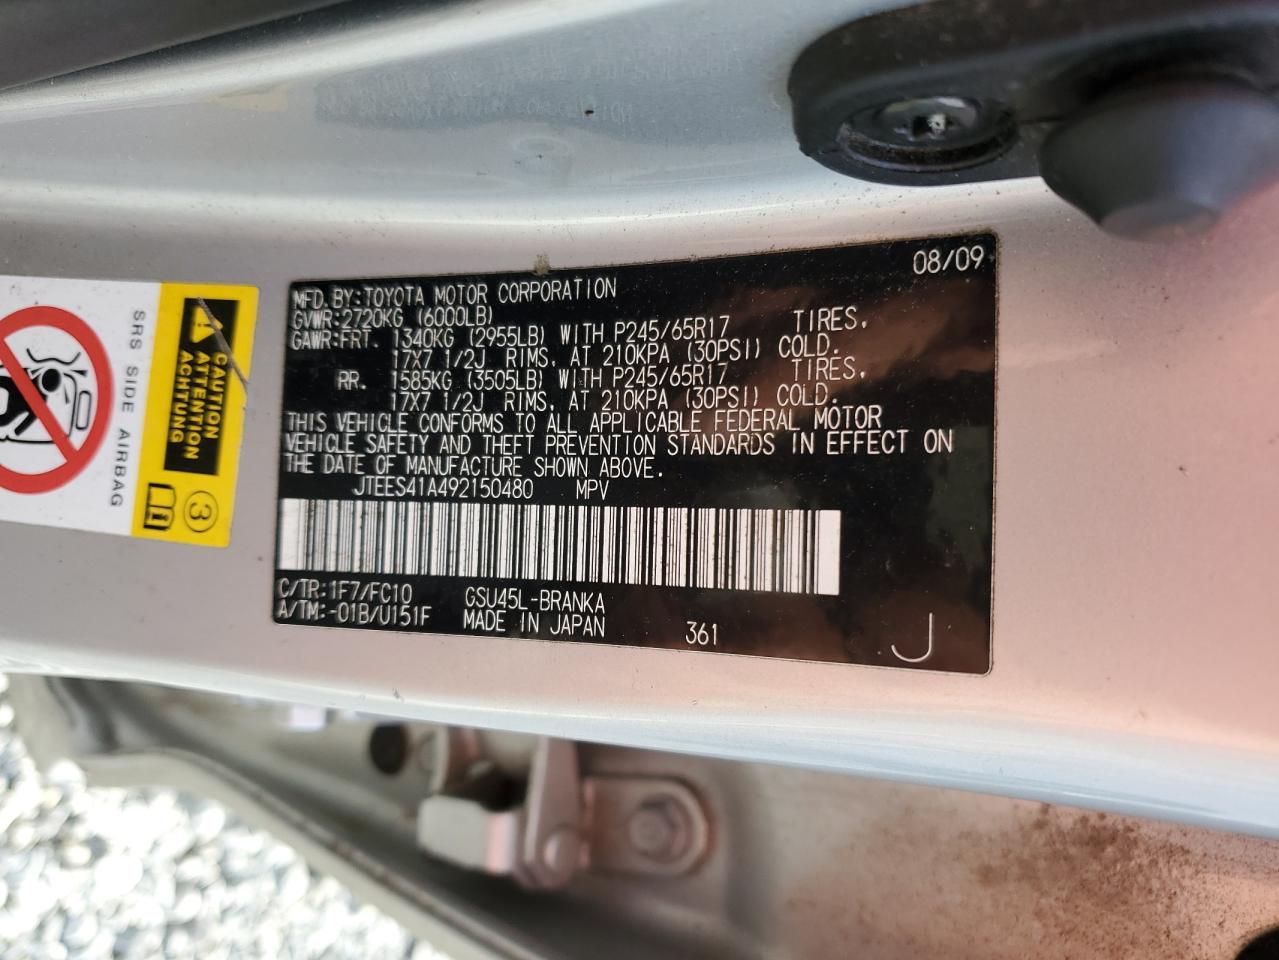 08/09
MFD. BY: TOYOTA MOTOR CORPORATION
GVWR: 2720KG (6000LB)
GAWR: FRT. 1340KG (2955LB) WITH P245/65R17 TIRES,
17X7 1/2J RIMS, AT 210KPA (30PSI) COLD.
RR. 1585KG (3505LB) WITH P245/65R17 TIRES,
17X7 1/2J RIMS, AT 210KPA (30PSI) COLD.
THIS VEHICLE CONFORMS TO ALL APPLICABLE FEDERAL MOTOR
VEHICLE SAFETY AND THEFT PREVENTION STANDARDS IN EFFECT ON
THE DATE OF MANUFACTURE SHOWN ABOVE.
JTEES41A492150480 MPV
C/TR: 1F7/FC10 GSU45L-BRANKA
A/TM: -01B/U151F MADE IN JAPAN 361
J
CAUTION
ATTENTION
ACHTUNG
3
SRS SIDE AIRBAG